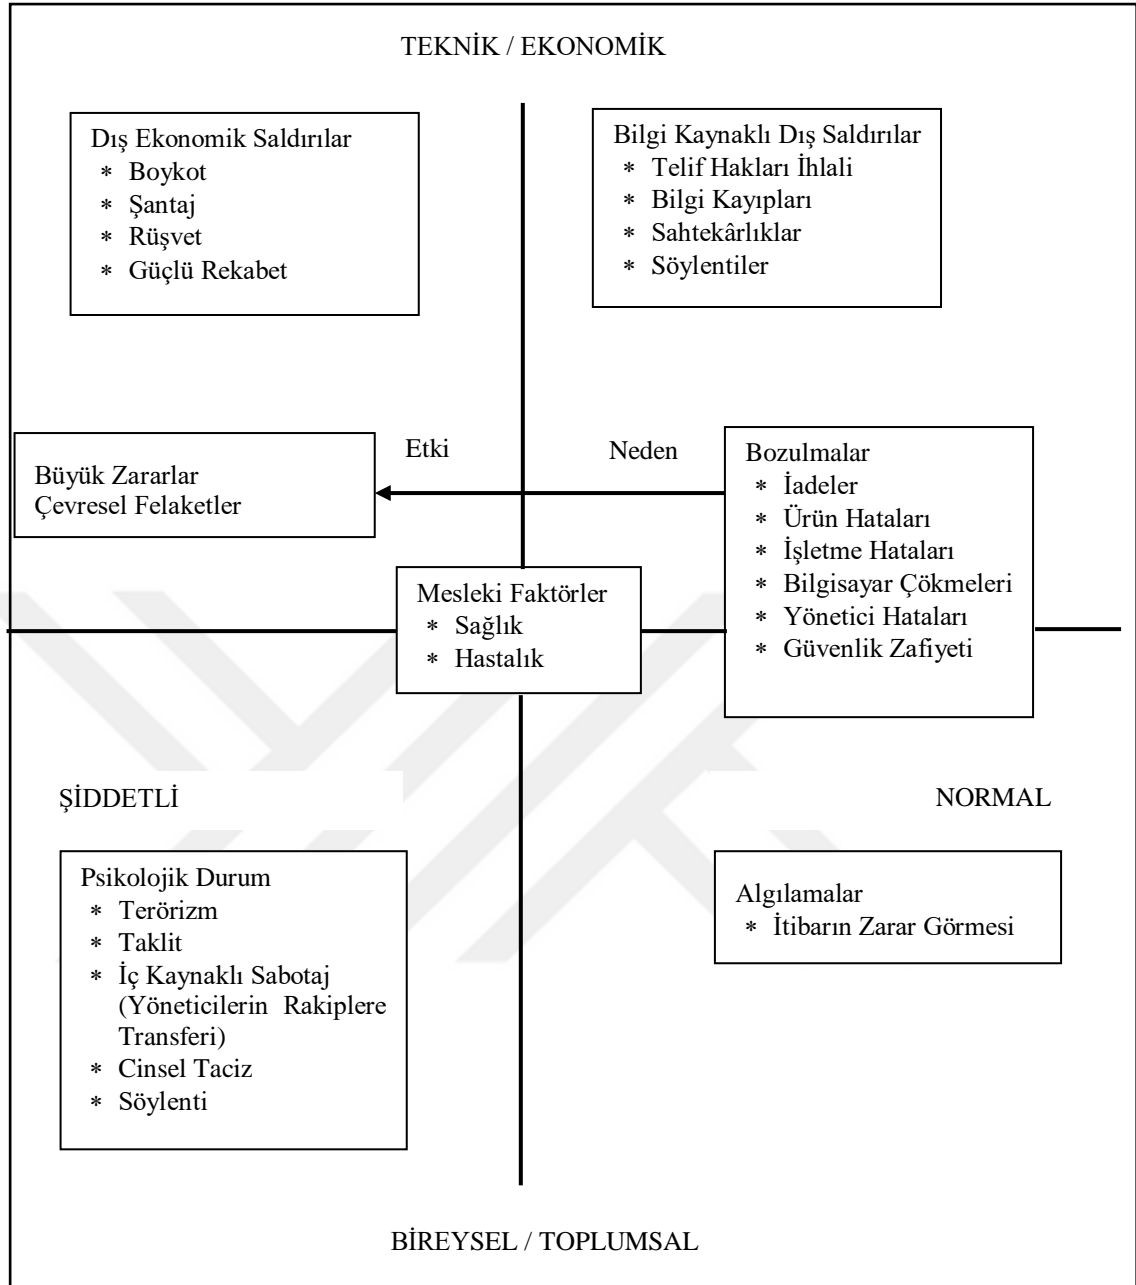 TEKNİK / EKONOMİK
Dış Ekonomik Saldırılar
* Boykot
* Şantaj
* Rüşvet
* Güçlü Rekabet
Bilgi Kaynaklı Dış Saldırılar
* Telif Hakları İhlali
* Bilgi Kayıpları
* Sahtekârlıklar
* Söylentiler
Büyük Zararlar
Çevresel Felaketler
Etki
Neden
Bozulmalar
* İadeler
* Ürün Hataları
* İşletme Hataları
* Bilgisayar Çökmeleri
* Yönetici Hataları
* Güvenlik Zafiyeti
Mesleki Faktörler
* Sağlık
* Hastalık
ŞİDDETLİ
NORMAL
Psikolojik Durum
* Terörizm
* Taklit
* İç Kaynaklı Sabotaj
(Yöneticilerin Rakiplere
Transferi)
* Cinsel Taciz
* Söylenti
Algılamalar
* İtibarın Zarar Görmesi
BİREYSEL / TOPLUMSAL